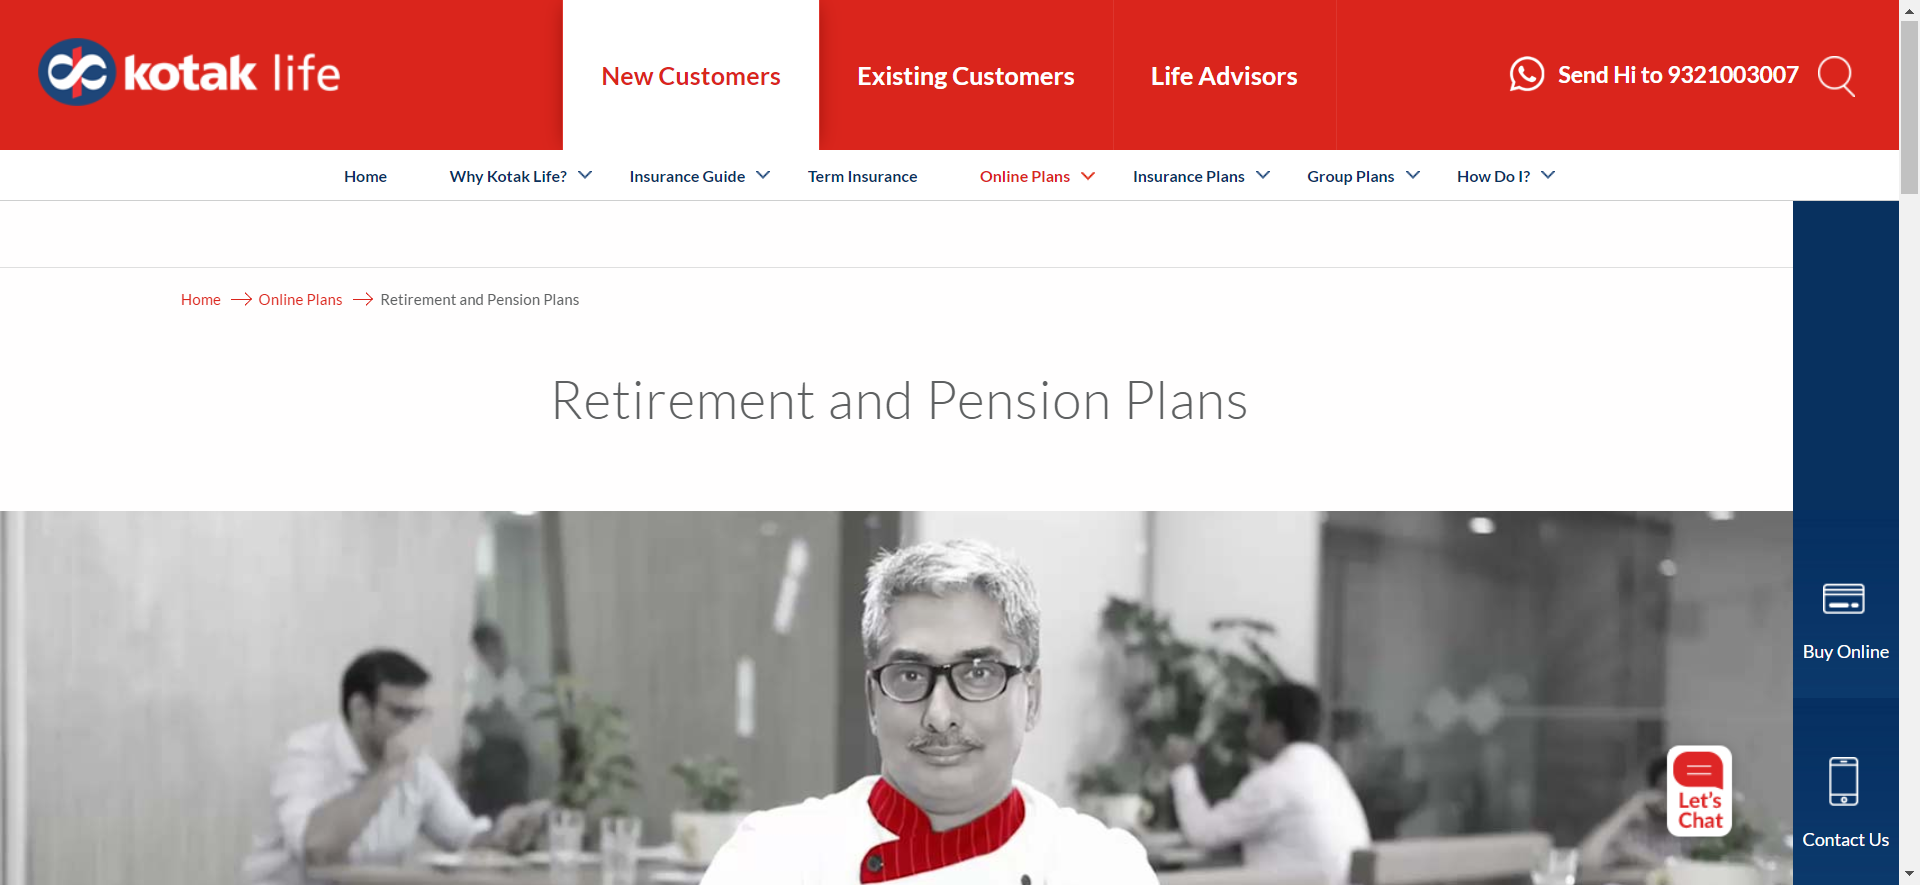 kotak life
New Customers
Existing Customers
Life Advisors
Send Hi to 9321003007
Home
Why Kotak Life?
Insurance Guide
Term Insurance
Online Plans
Insurance Plans
Group Plans
How Do I?
Home
Online Plans
Retirement and Pension Plans
Retirement and Pension Plans
Buy Online
Let's
Chat
Contact Us